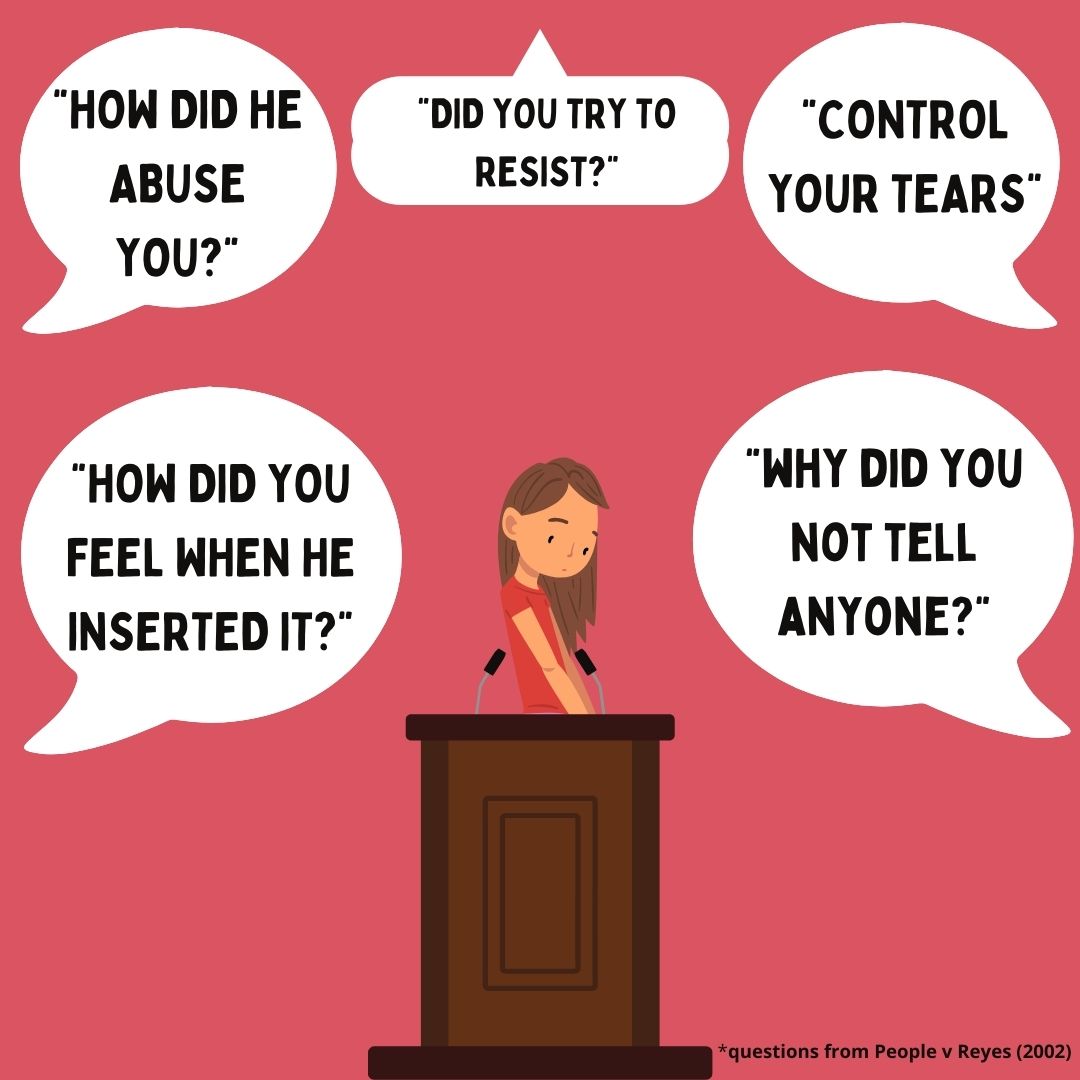 "HOW DID HE
ABUSE
YOU?"
"DID YOU TRY TO
RESIST?"
"CONTROL
YOUR TEARS"
"HOW DID YOU
FEEL WHEN HE
INSERTED IT?"
"WHY DID YOU
NOT TELL
ANYONE?"
*questions from People v Reyes (2002)